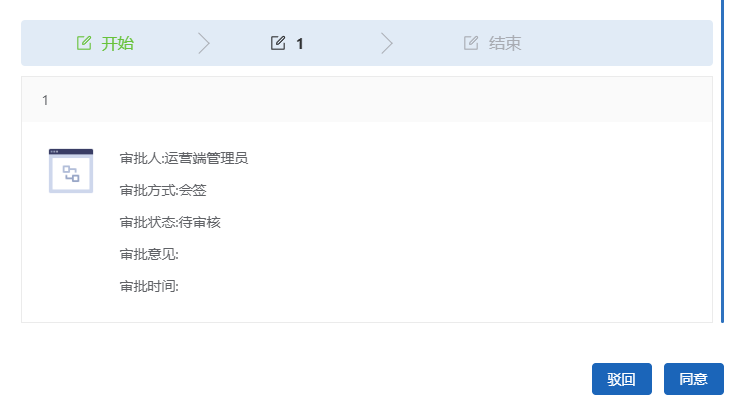 开始
1
结束
1
审批人:运营端管理员
审批方式:会签
审批状态:待审核
审批意见:
审批时间:
驳回
同意